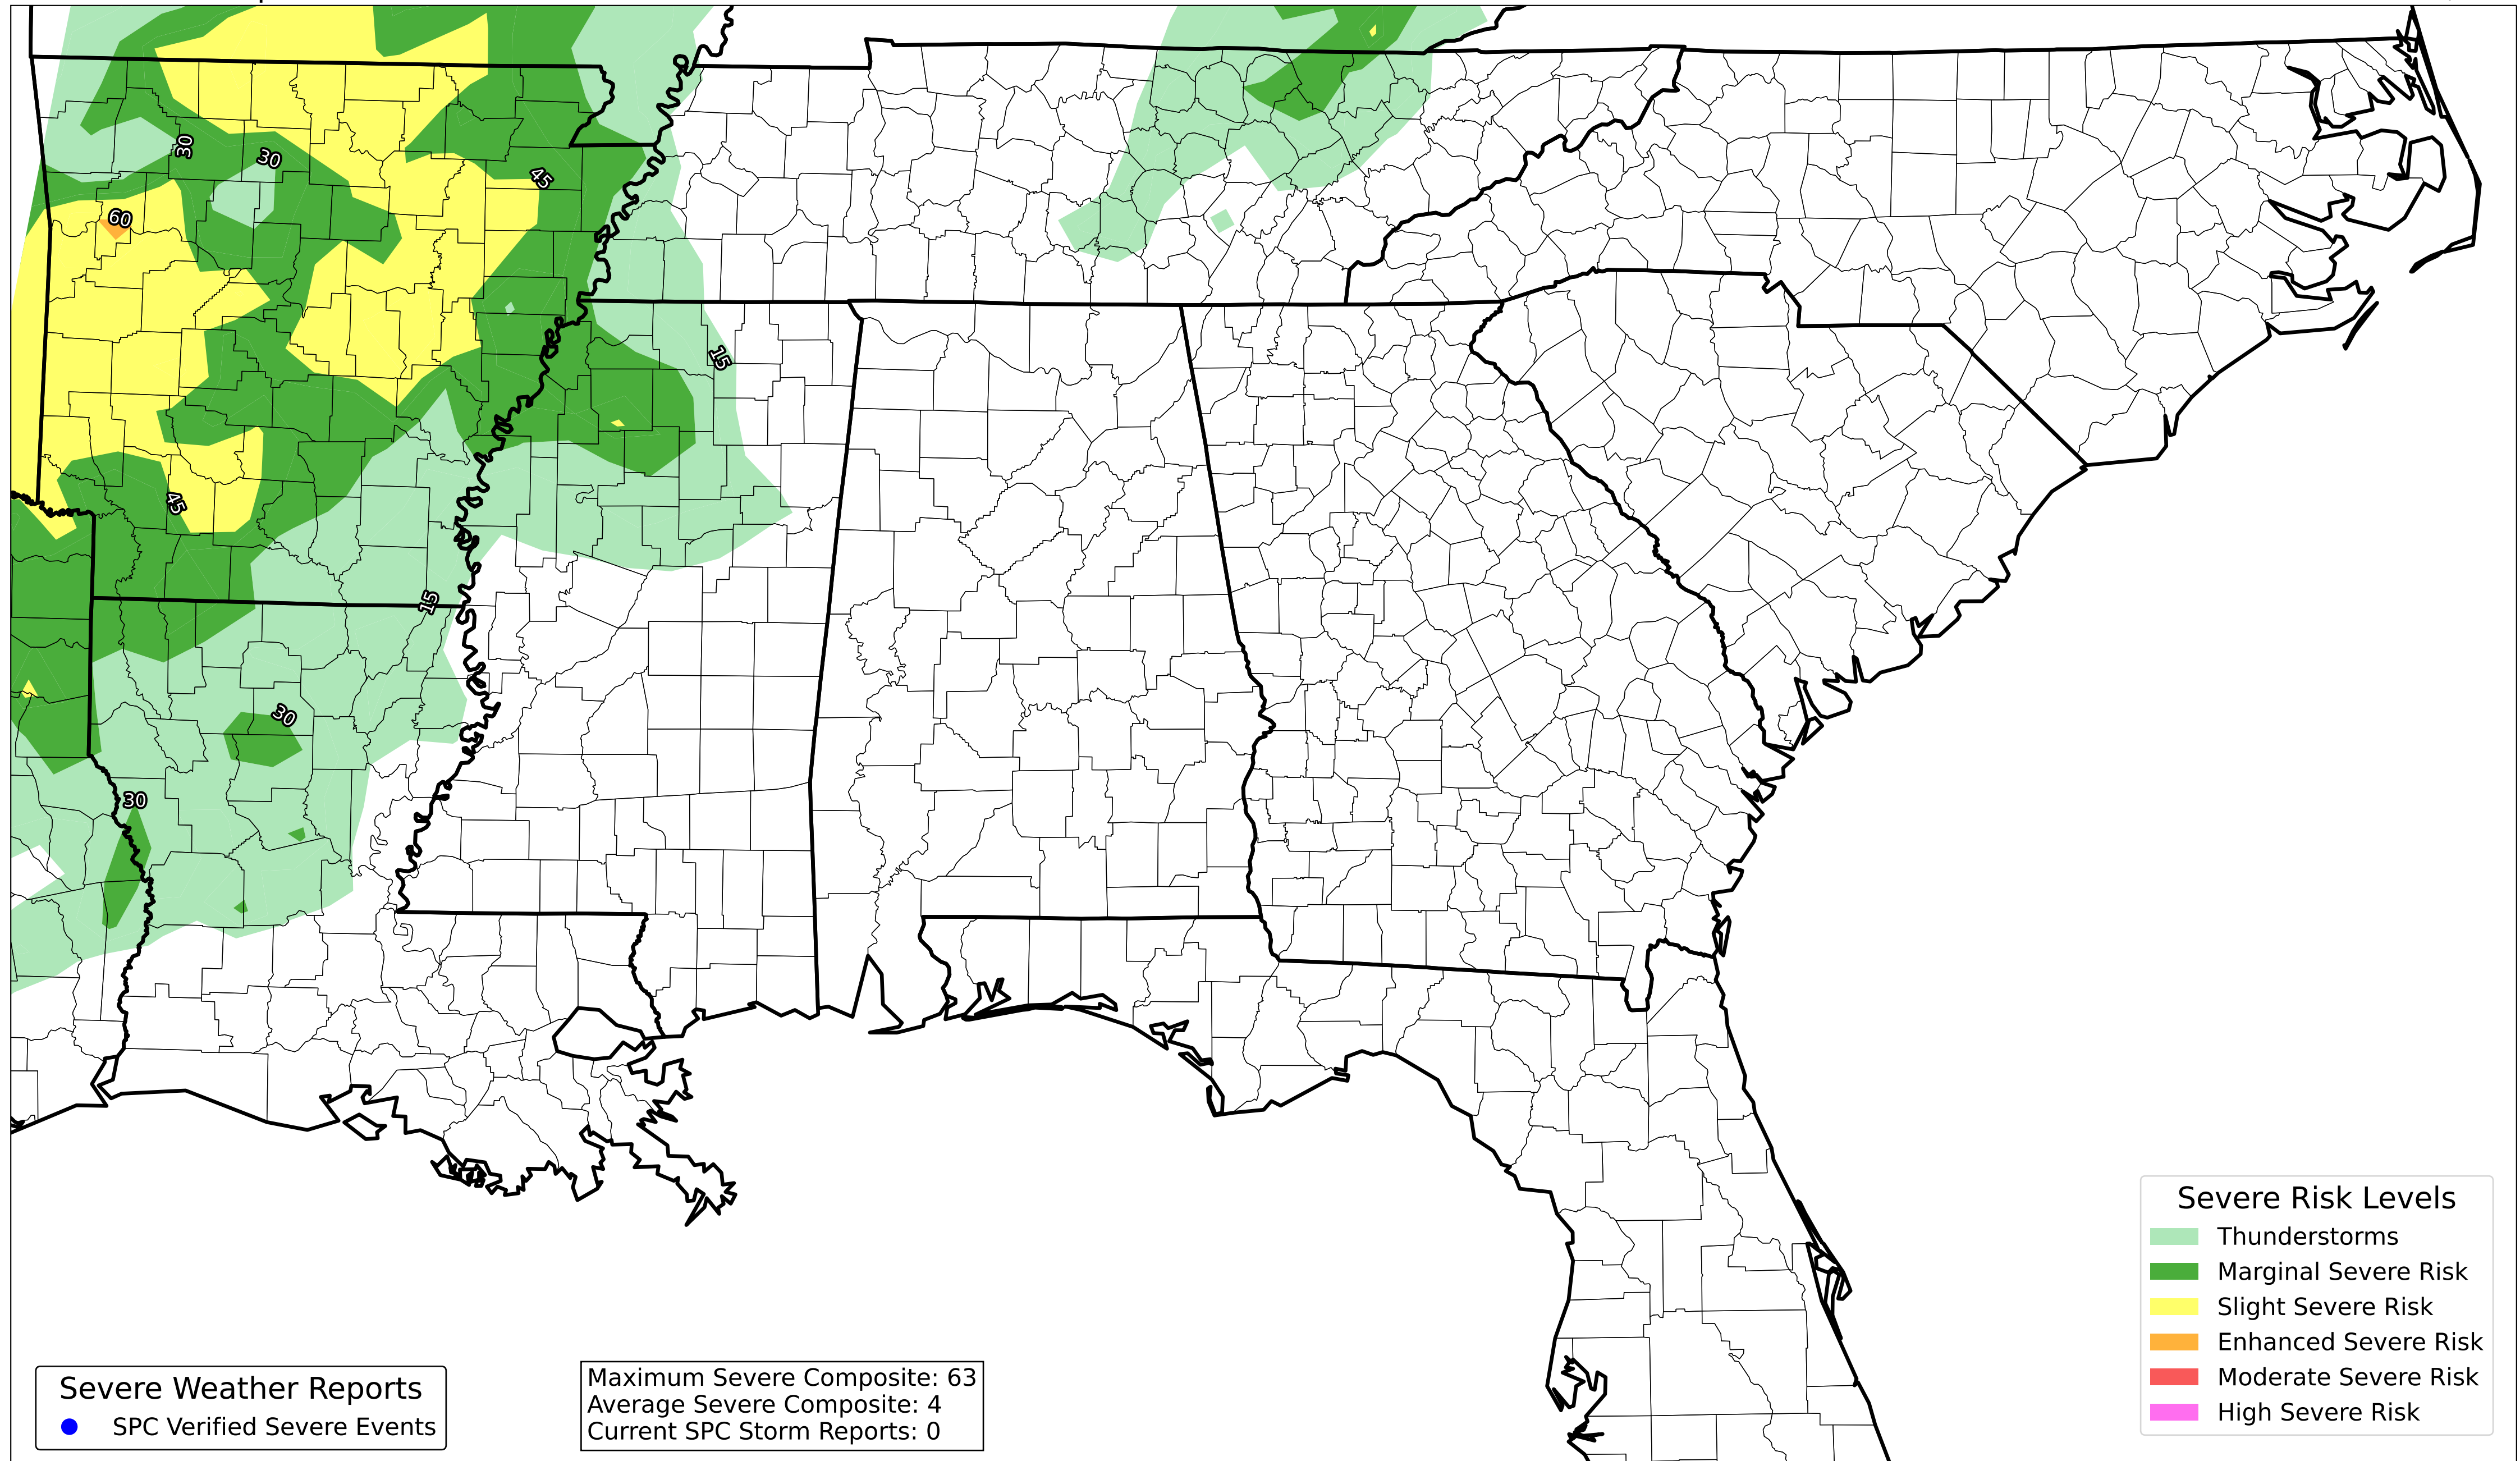 30
30
45
60
15
45
15
30
30
Severe Risk Levels
Thunderstorms
Marginal Severe Risk
Slight Severe Risk
Enhanced Severe Risk
Moderate Severe Risk
High Severe Risk
Severe Weather Reports
SPC Verified Severe Events
Maximum Severe Composite: 63
Average Severe Composite: 4
Current SPC Storm Reports: 0